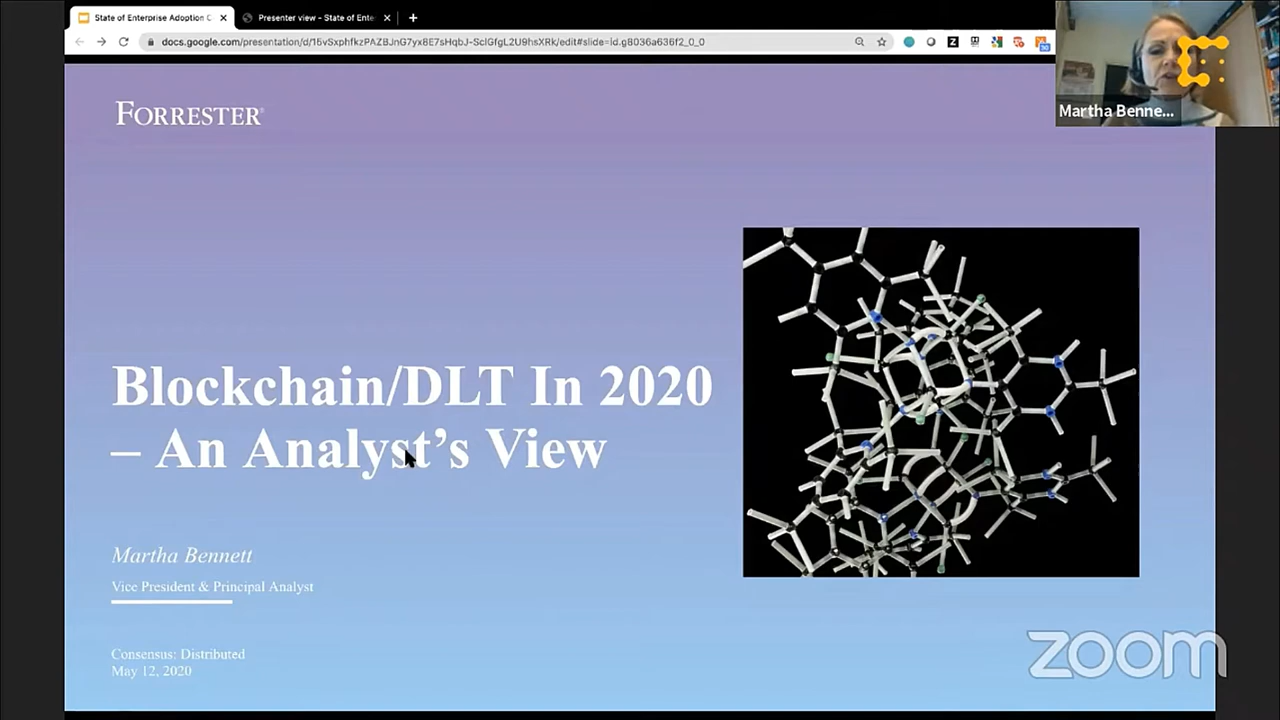 State of Enterprise Adoption C
Presenter view - State of Ente
docs.google.com/presentation/d/
/edit#slide=id.g8036a636f2_0_0
Martha Benne...
FORRESTER
Blockchain/DLT In 2020
– An Analyst's View
Martha Bennett
Vice President & Principal Analyst
Consensus: Distributed
May 12, 2020
zoom